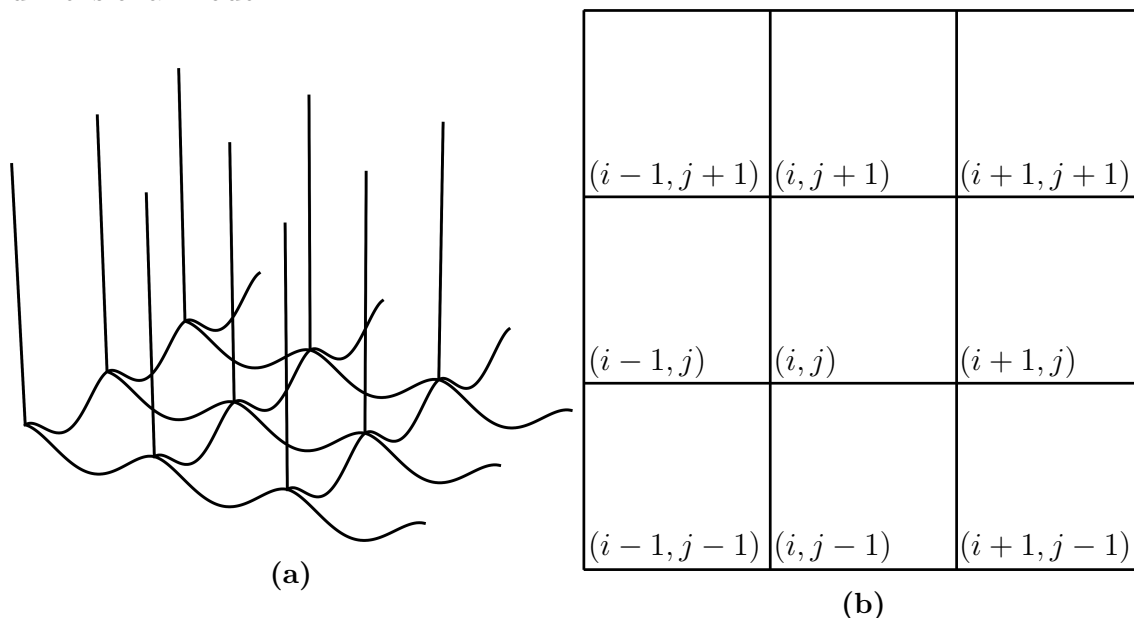 (i − 1, j + 1) (i, j + 1) (i + 1, j + 1)
(i − 1, j) (i, j) (i + 1, j)
(i − 1, j − 1) (i, j − 1) (i + 1, j − 1)
(a)
(b)